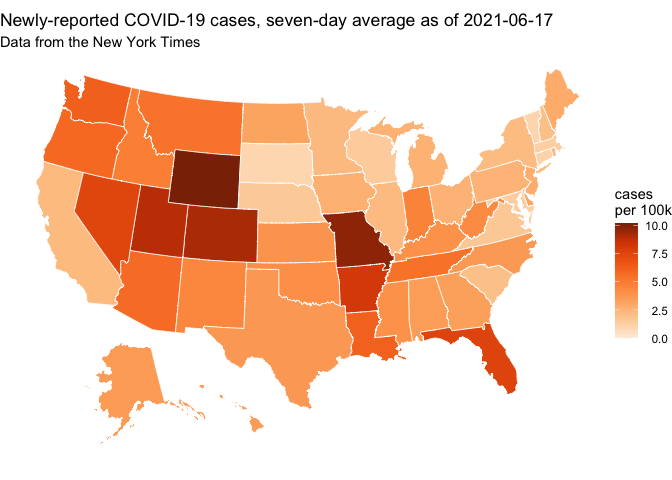 Newly-reported COVID-19 cases, seven-day average as of 2021-06-17
Data from the New York Times
cases
per 100k
10.0
7.5
5.0
2.5
0.0